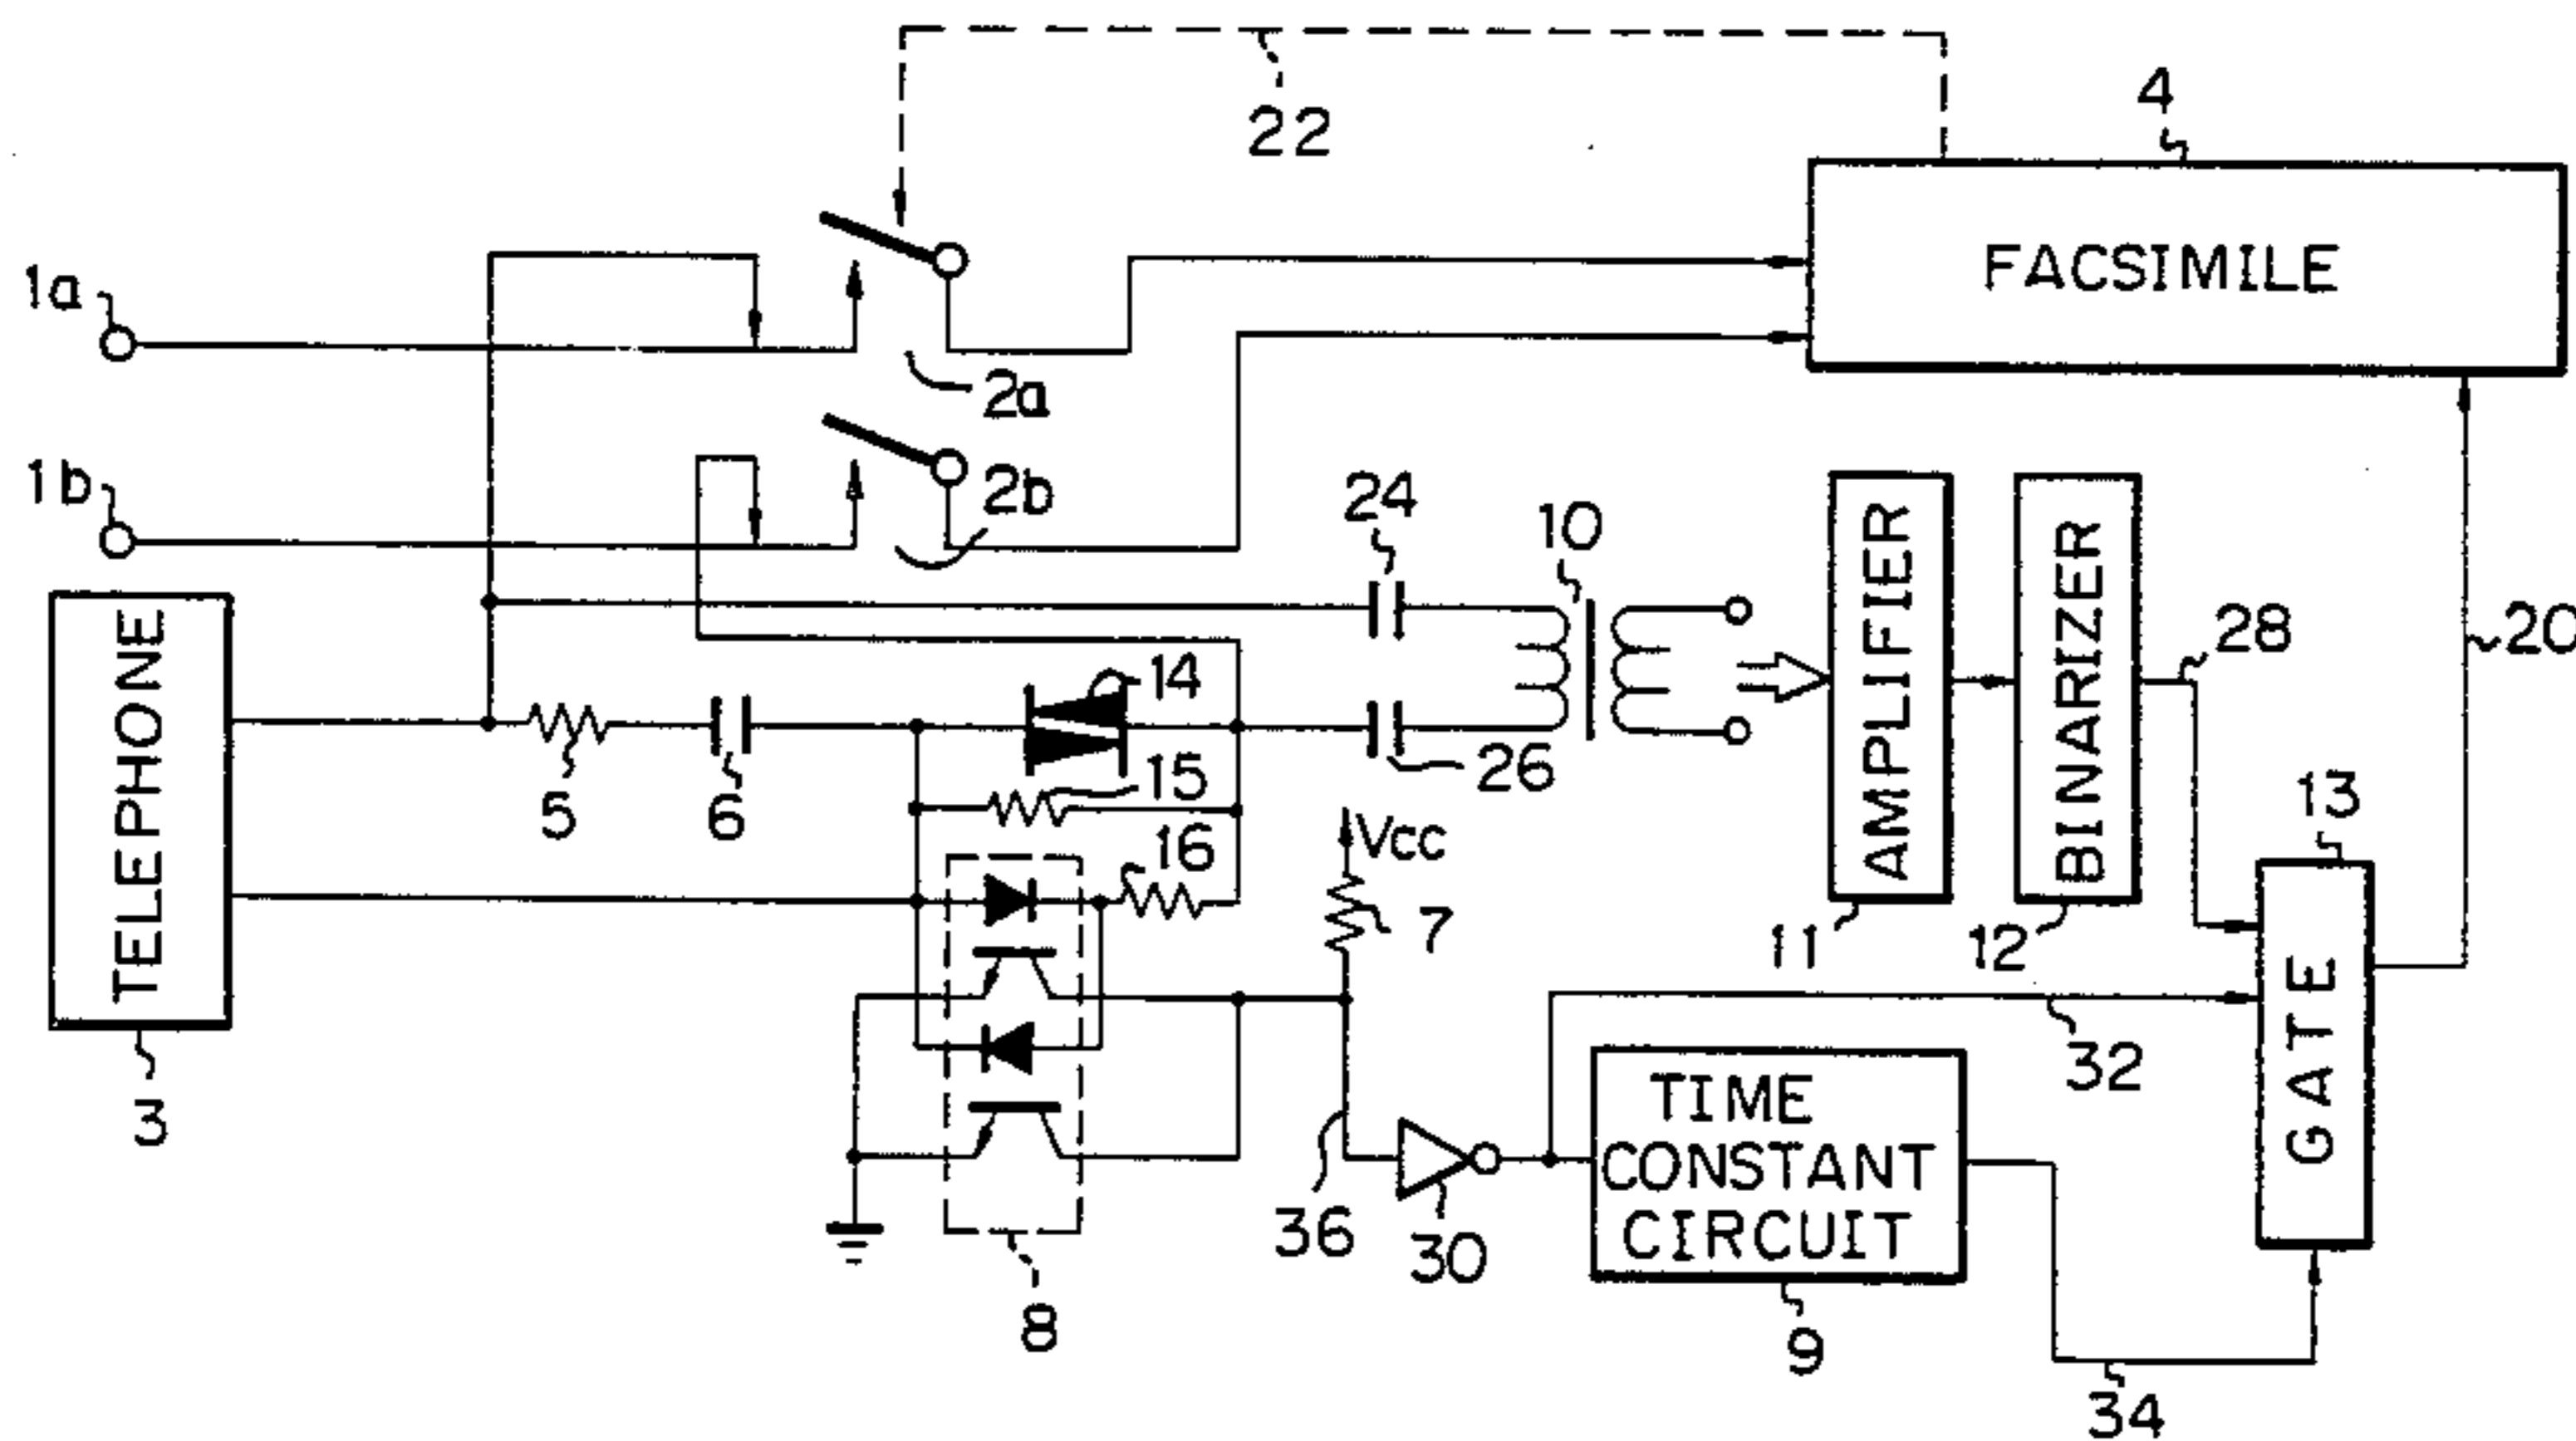 22
4
FACSIMILE
1a
2a
1b
2b
24
10
AMPLIFIER
BINARIZER
28
20
TELEPHONE
14
15
26
5
6
16
Vcc
7
11
12
13
GATE
32
3
TIME
CONSTANT
CIRCUIT
36
30
8
9
34